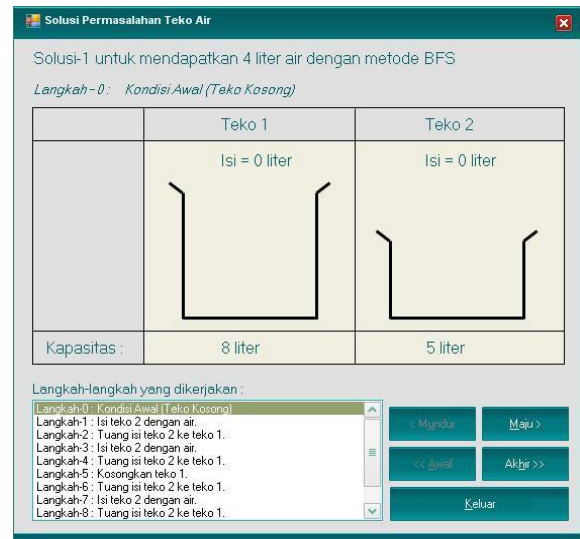 Solusi Permasalahan Teko Air
Solusi-1 untuk mendapatkan 4 liter air dengan metode BFS
Langkah-0 : Kondisi Awal (Teko Kosong)
Teko 1 Teko 2
Isi = 0 liter Isi = 0 liter
Kapasitas : 8 liter 5 liter
Langkah-langkah yang dikerjakan :
Langkah-0 : Kondisi Awal (Teko Kosong)
Langkah-1 : Isi teko 2 dengan air.
Langkah-2 : Tuang isi teko 2 ke teko 1.
Langkah-3 : Isi teko 2 dengan air.
Langkah-4 : Tuang isi teko 2 ke teko 1.
Langkah-5 : Kosongkan teko 1.
Langkah-6 : Tuang isi teko 2 ke teko 1.
Langkah-7 : Isi teko 2 dengan air.
Langkah-8 : Tuang isi teko 2 ke teko 1.
< Mundur Maju >
<< Awal Akhir >>
Keluar